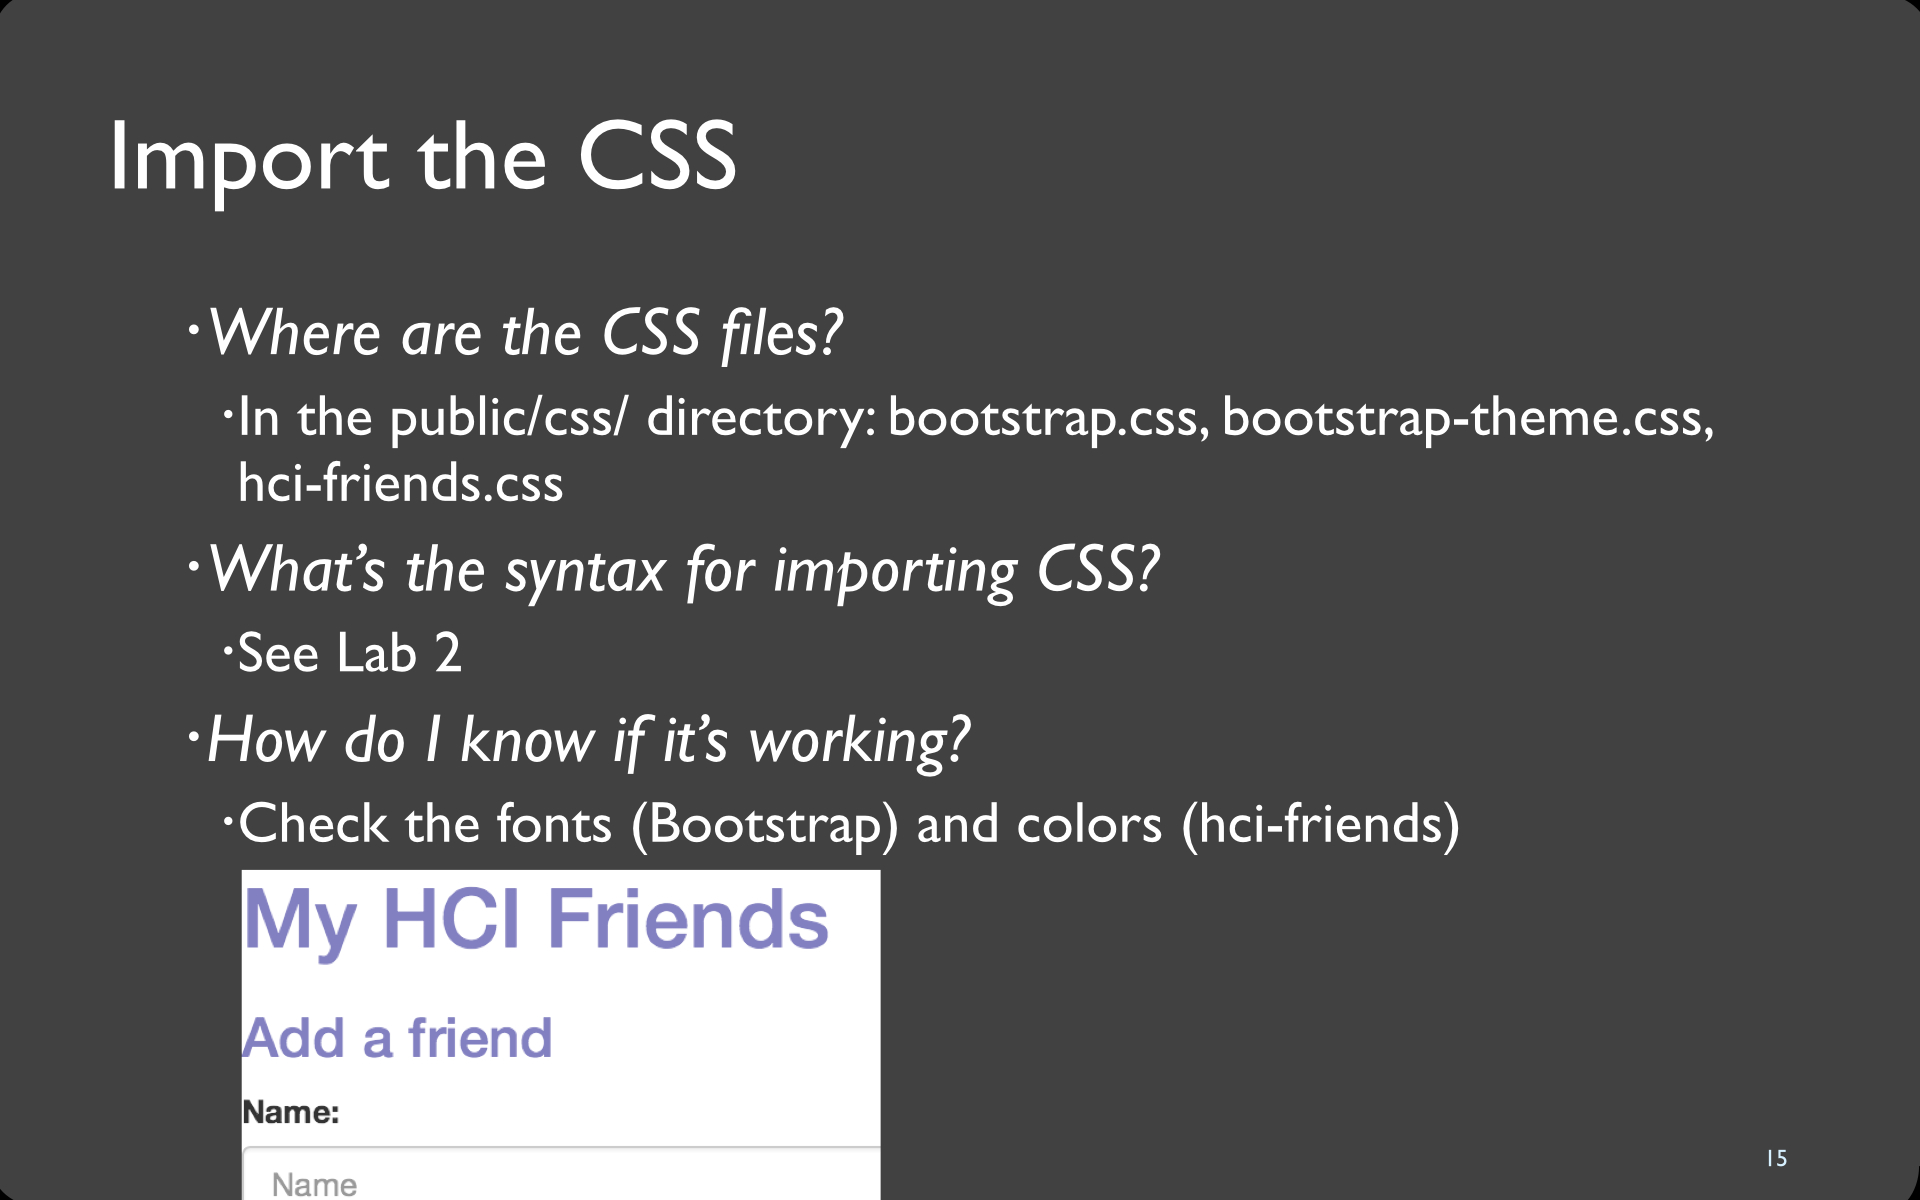 Import the CSS
•Where are the CSS files?
•In the public/css/ directory: bootstrap.css, bootstrap-theme.css,
hci-friends.css
•What’s the syntax for importing CSS?
•See Lab 2
•How do I know if it’s working?
•Check the fonts (Bootstrap) and colors (hci-friends)
My HCI Friends
Add a friend
Name:
Name
15